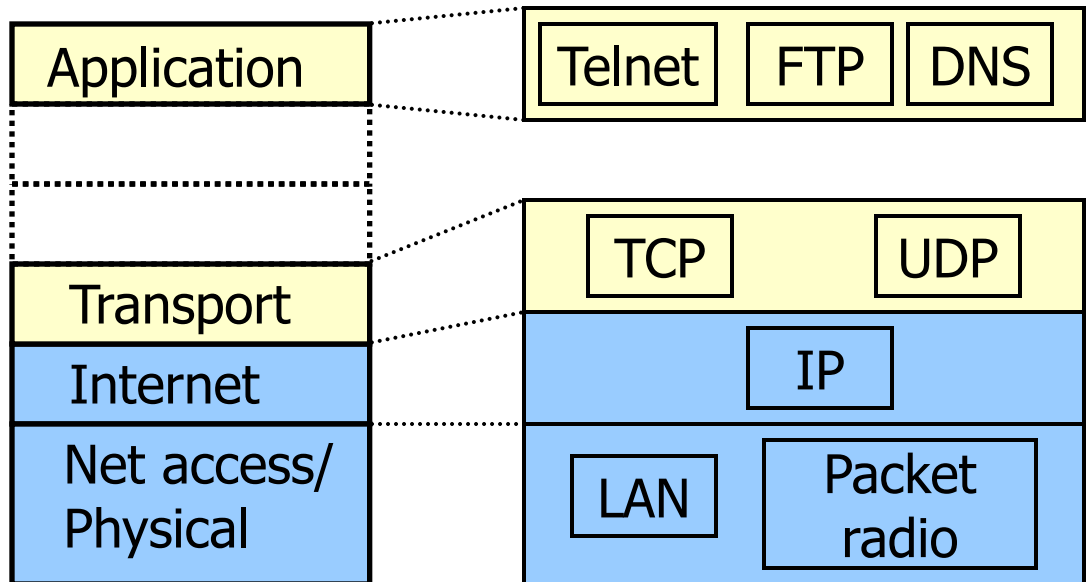 Application
Telnet
FTP
DNS
Transport
TCP
UDP
Internet
IP
Net access/
Physical
LAN
Packet
radio